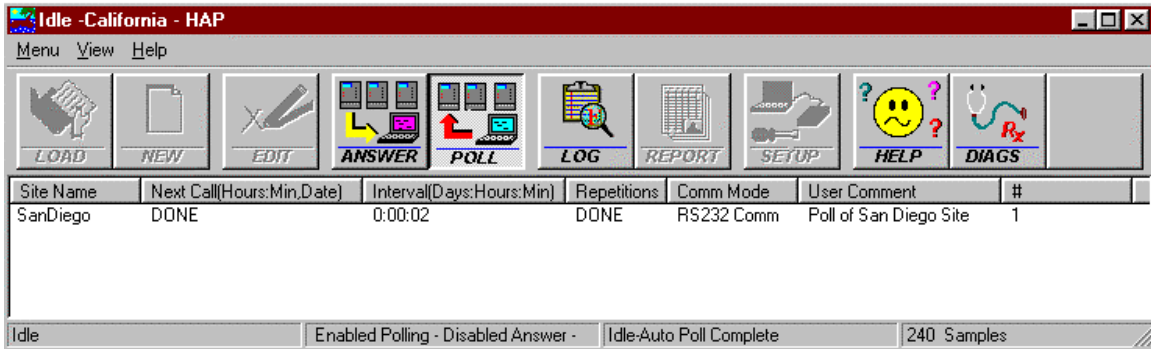 Idle -California - HAP
Menu View Help
LOAD NEW EDIT ANSWER POLL LOG REPORT SETUP HELP DIAGS
Site Name Next Call(Hours:Min,Date) Interval(Days:Hours:Min) Repetitions Comm Mode User Comment #
SanDiego DONE 0:00:02 DONE RS232 Comm Poll of San Diego Site 1
Idle Enabled Polling - Disabled Answer - Idle-Auto Poll Complete 240 Samples